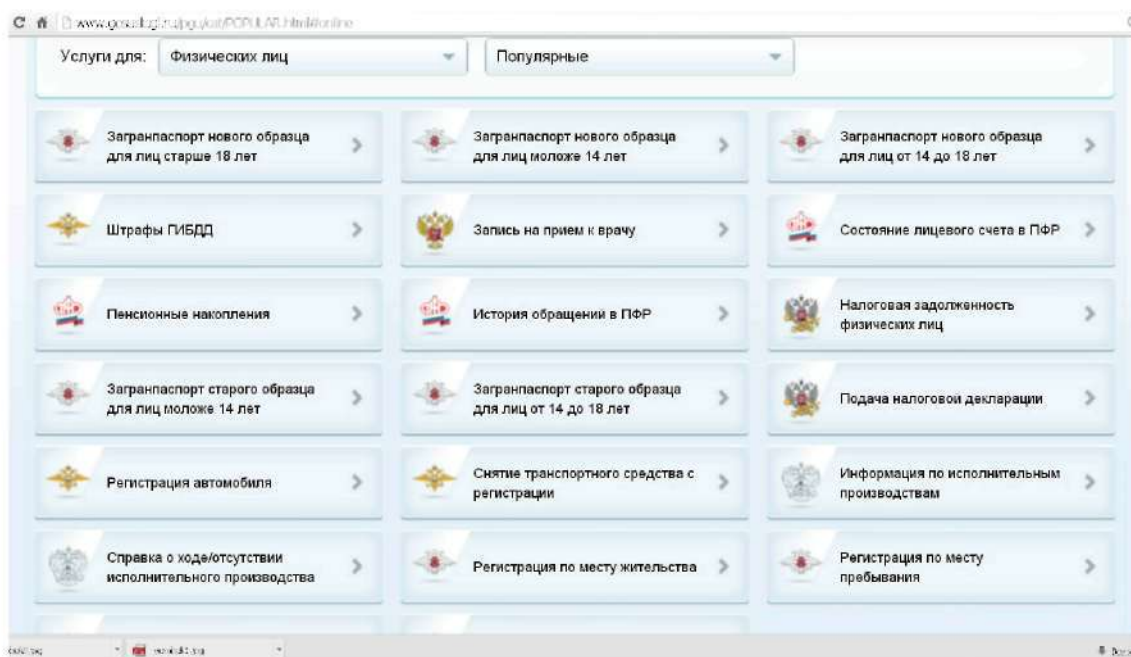 Услуги для: Физических лиц Популярные
Загранпаспорт нового образца
для лиц старше 18 лет
Загранпаспорт нового образца
для лиц моложе 14 лет
Загранпаспорт нового образца
для лиц от 14 до 18 лет
Штрафы ГИБДД
Запись на прием к врачу
Состояние лицевого счета в ПФР
Пенсионные накопления
История обращений в ПФР
Налоговая задолженность
физических лиц
Загранпаспорт старого образца
для лиц моложе 14 лет
Загранпаспорт старого образца
для лиц от 14 до 18 лет
Подача налоговой декларации
Регистрация автомобиля
Снятие транспортного средства с
регистрации
Информация по исполнительным
производствам
Справка о ходе/отсутствии
исполнительного производства
Регистрация по месту жительства
Регистрация по месту
пребывания